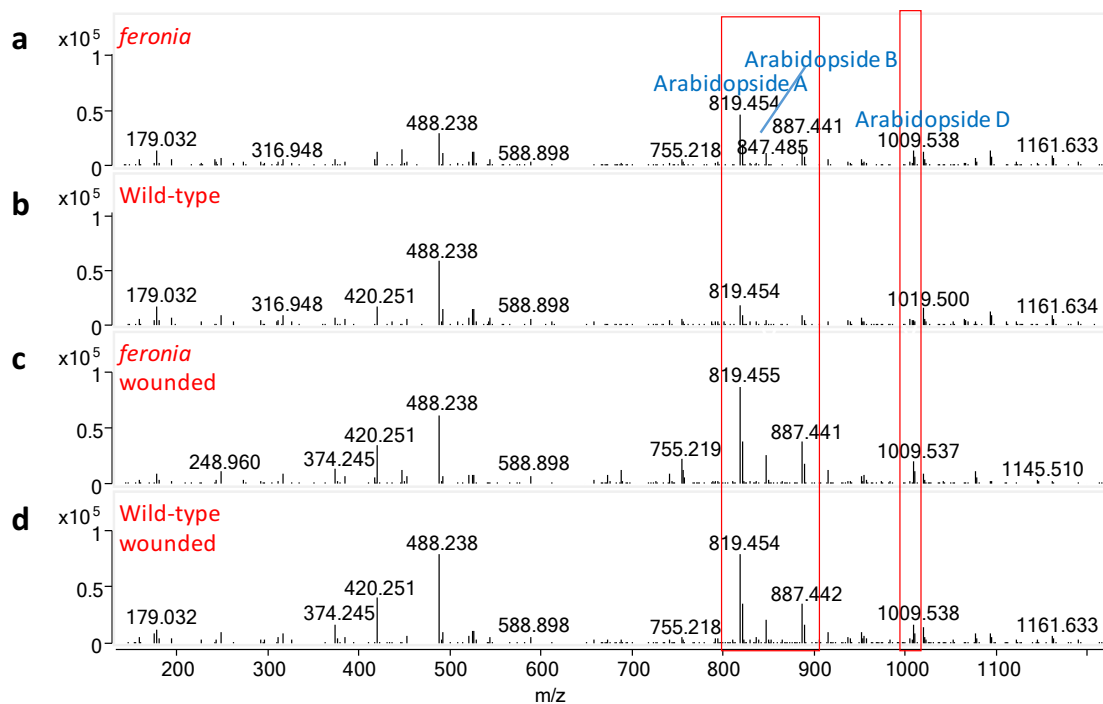 a
x10⁵
feronia
1
0.5
0
Arabidopside B
Arabidopside A
Arabidopside D
179.032
316.948
488.238
588.898
755.218
819.454
847.485
887.441
1009.538
1161.633
b
x10⁵
Wild-type
1
0.5
0
179.032
316.948
420.251
488.238
588.898
819.454
1019.500
1161.634
c
x10⁵
feronia
wounded
1
0.5
0
248.960
374.245
420.251
488.238
588.898
755.219
819.455
887.441
1009.537
1145.510
d
x10⁵
Wild-type
wounded
1
0.5
0
179.032
374.245
420.251
488.238
588.898
755.218
819.454
887.442
1009.538
1161.633
200 300 400 500 600 700 800 900 1000 1100
m/z